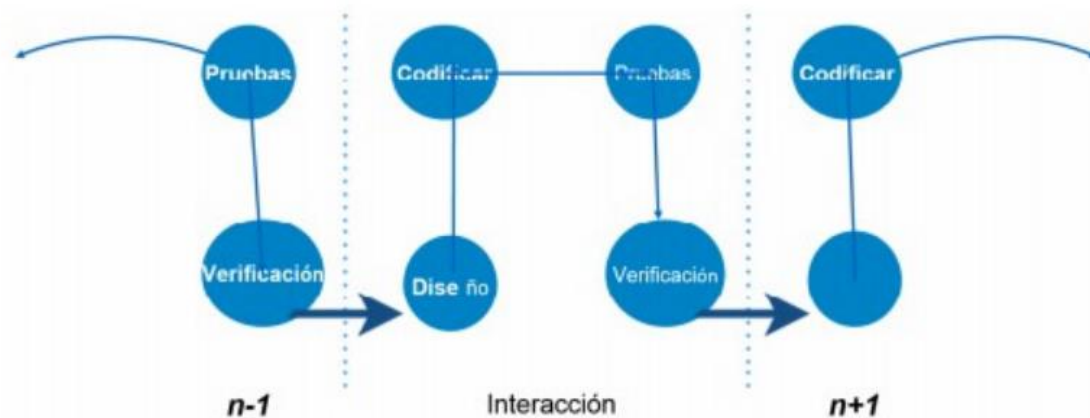 Pruebas
Codificar
Pruebas
Codificar
Verificación
Dise ño
Verificación
n-1
Interacción
n+1